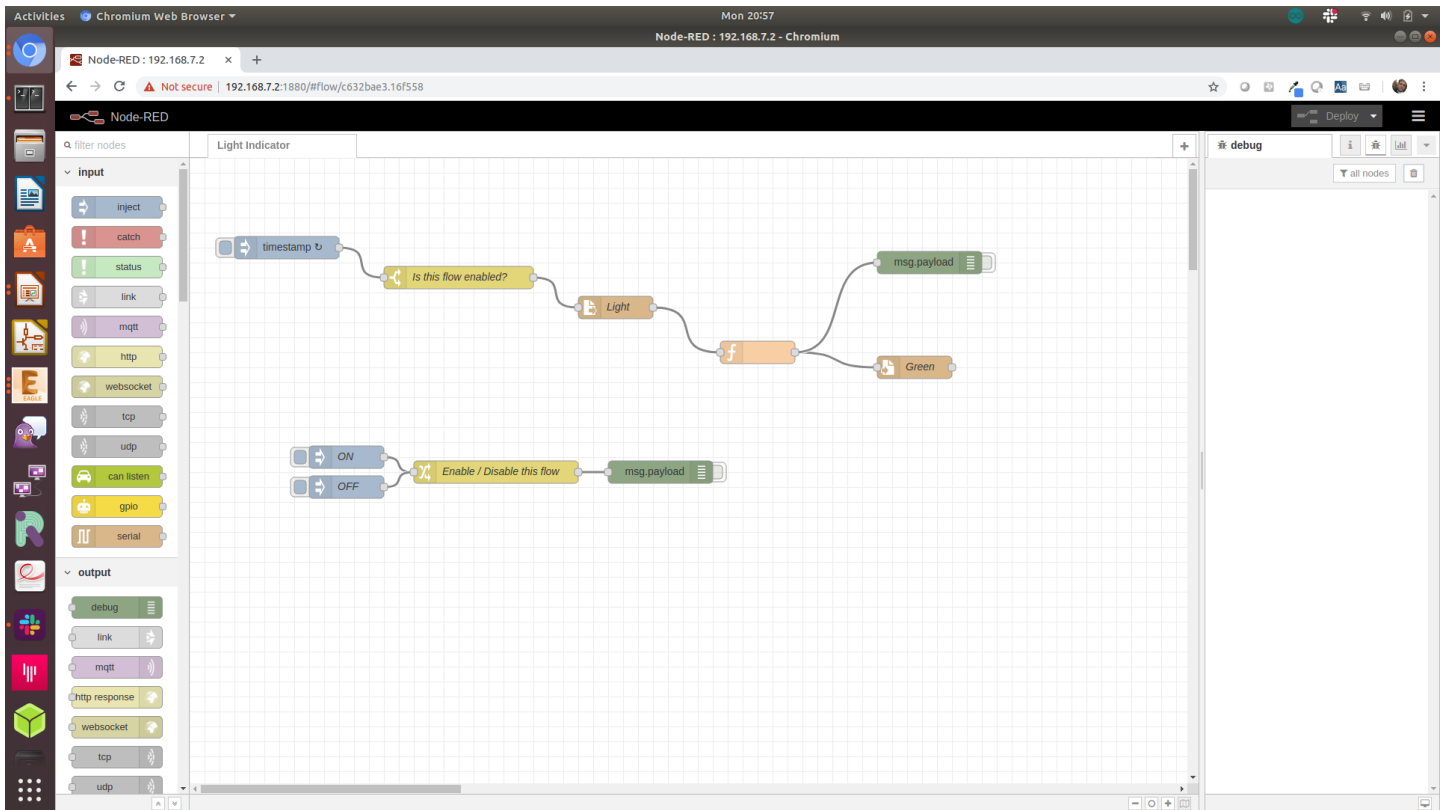 Activities Chromium Web Browser Mon 20:57
Node-RED : 192.168.7.2 - Chromium
Node-RED : 192.168.7.2 × +
Not secure | 192.168.7.2:1880/#flow/c632bae3.16f558
Node-RED Deploy
filter nodes
Light Indicator
debug
all nodes
input
inject
catch
status
link
mqtt
http
websocket
tcp
udp
can listen
gpio
serial
output
debug
link
mqtt
http response
websocket
tcp
udp
timestamp ↻
Is this flow enabled?
Light
msg.payload
Green
ON
OFF
Enable / Disable this flow
msg.payload
EAGLE